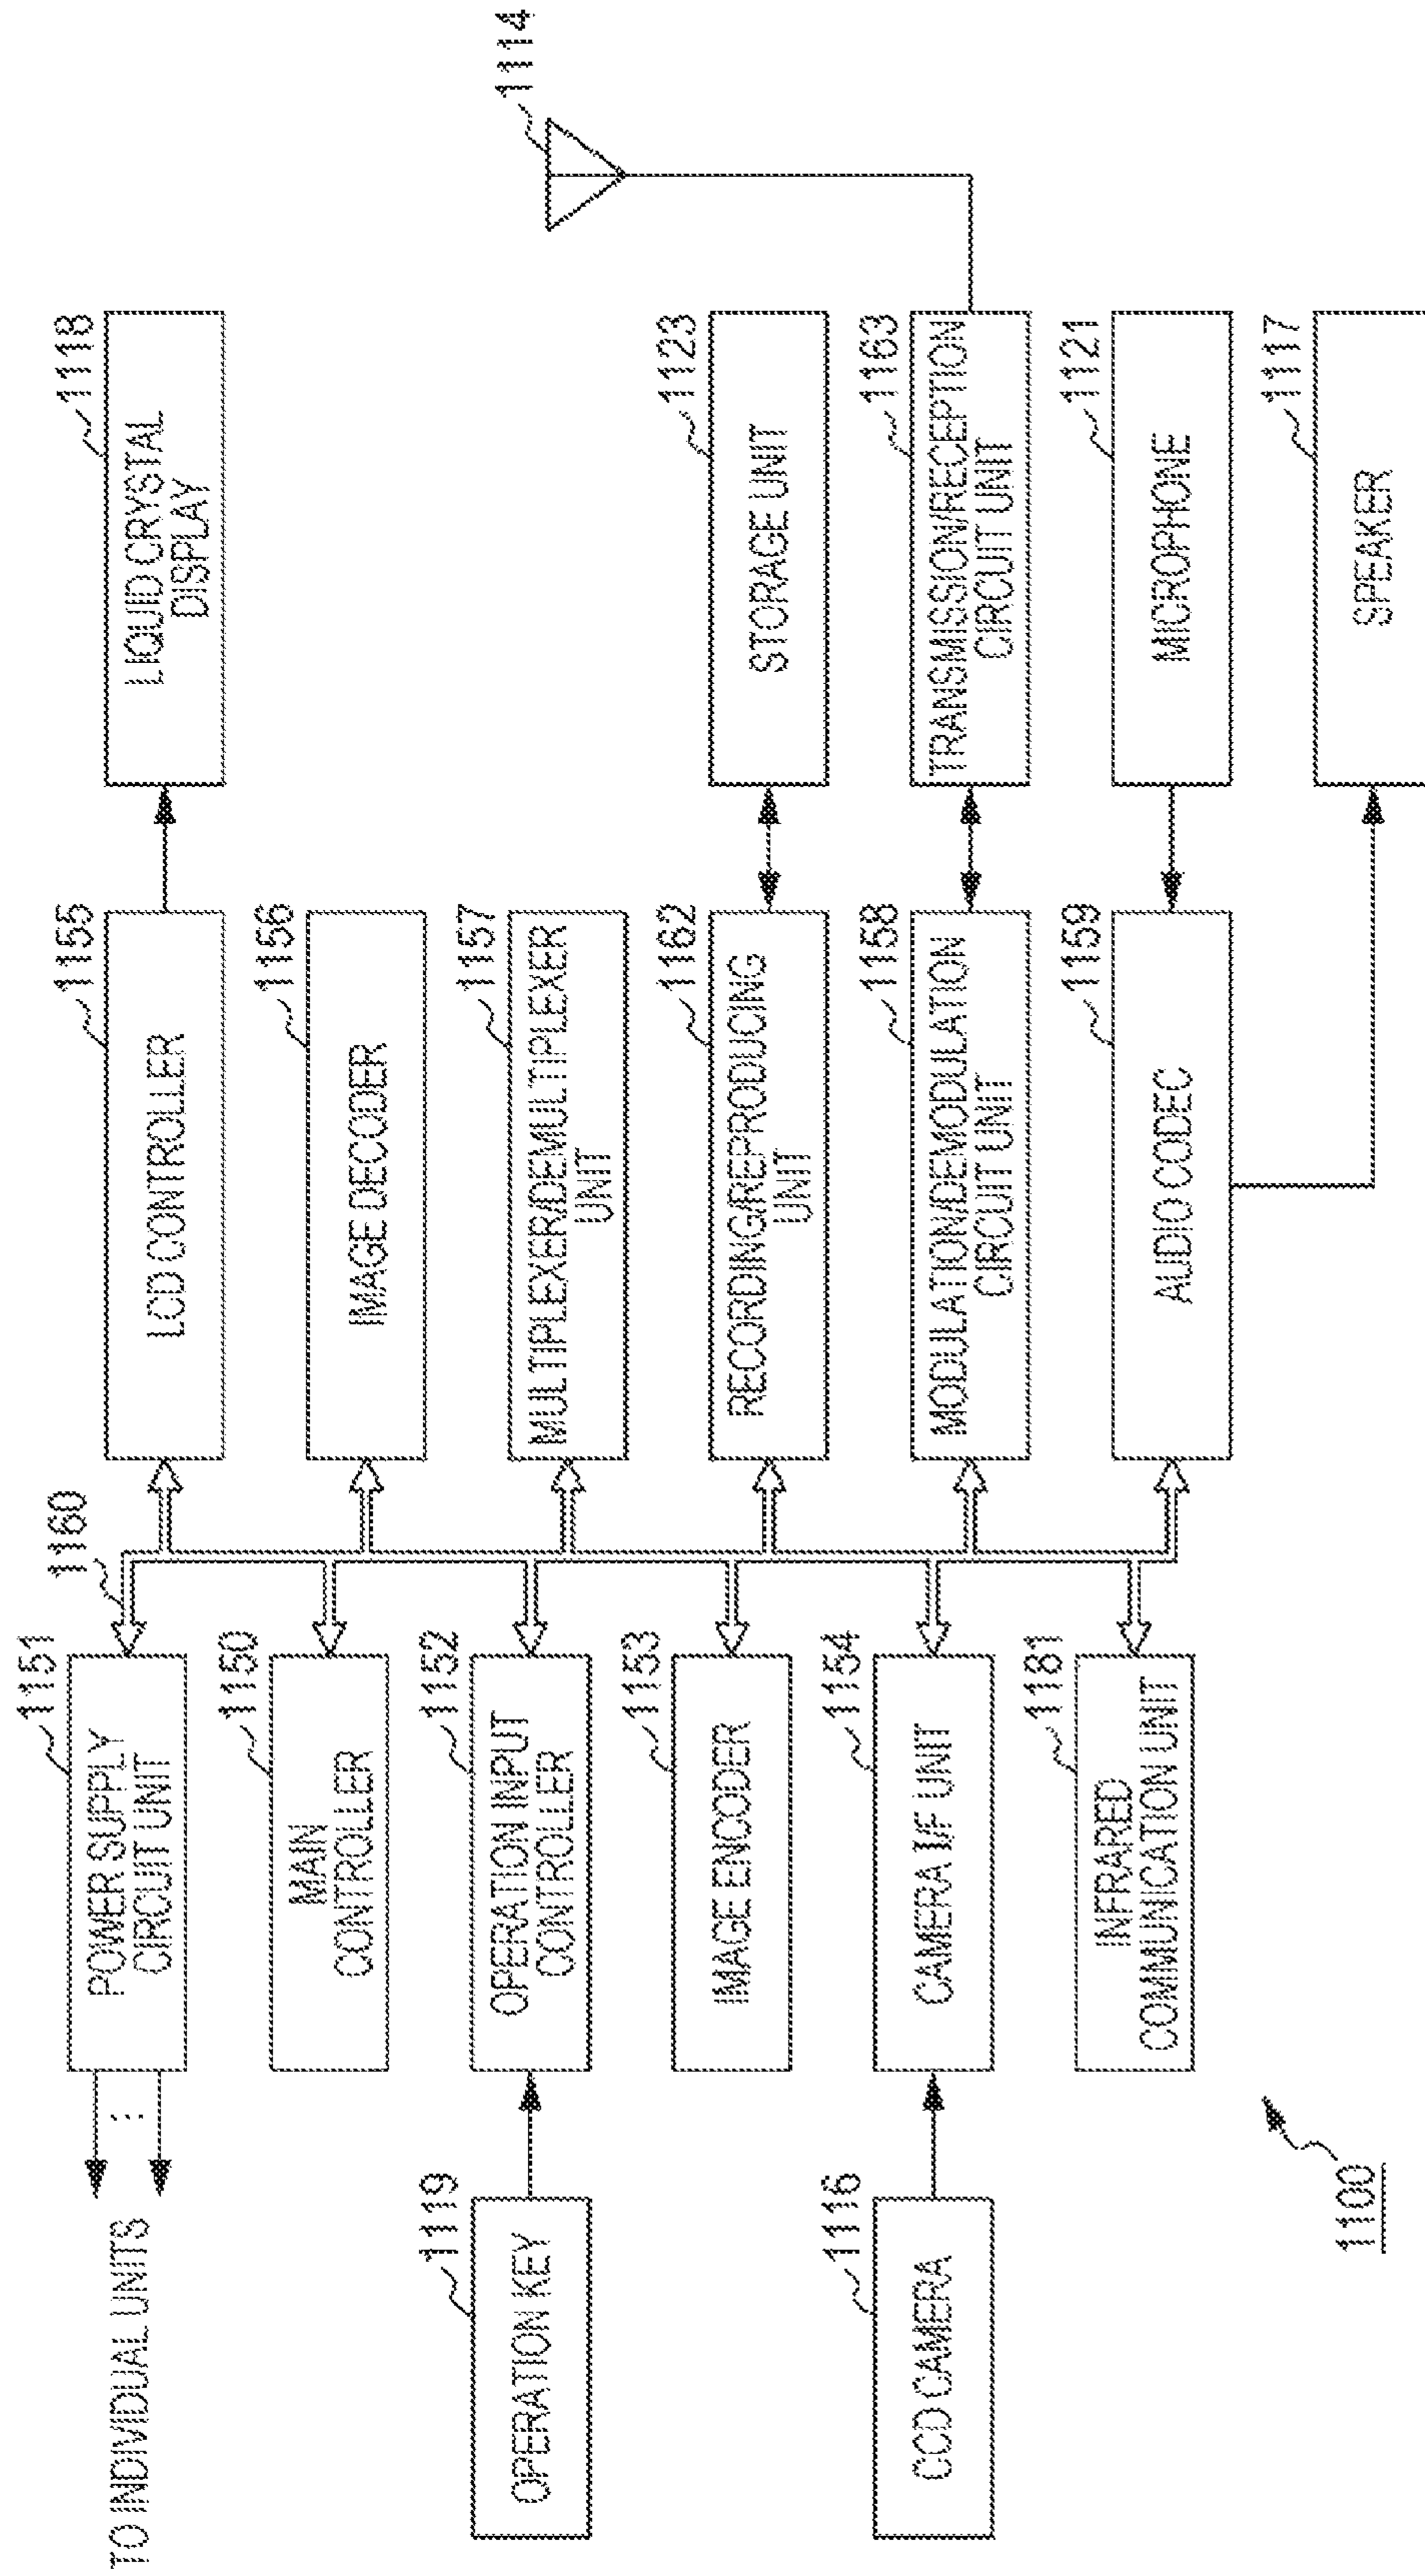 TO INDIVIDUAL UNITS
1151
POWER SUPPLY
CIRCUIT UNIT
1160
1155
LCD CONTROLLER
1118
LIQUID CRYSTAL
DISPLAY
1150
MAIN
CONTROLLER
1156
IMAGE DECODER
1119
OPERATION KEY
1152
OPERATION INPUT
CONTROLLER
1157
MULTIPLEXER/DEMULTIPLEXER
UNIT
1114
1153
IMAGE ENCODER
1162
RECORDING/REPRODUCING
UNIT
1123
STORAGE UNIT
1116
CCD CAMERA
1154
CAMERA I/F UNIT
1158
MODULATION/DEMODULATION
CIRCUIT UNIT
1163
TRANSMISSION/RECEPTION
CIRCUIT UNIT
1181
INFRARED
COMMUNICATION UNIT
1159
AUDIO CODEC
1121
MICROPHONE
1117
SPEAKER
1100